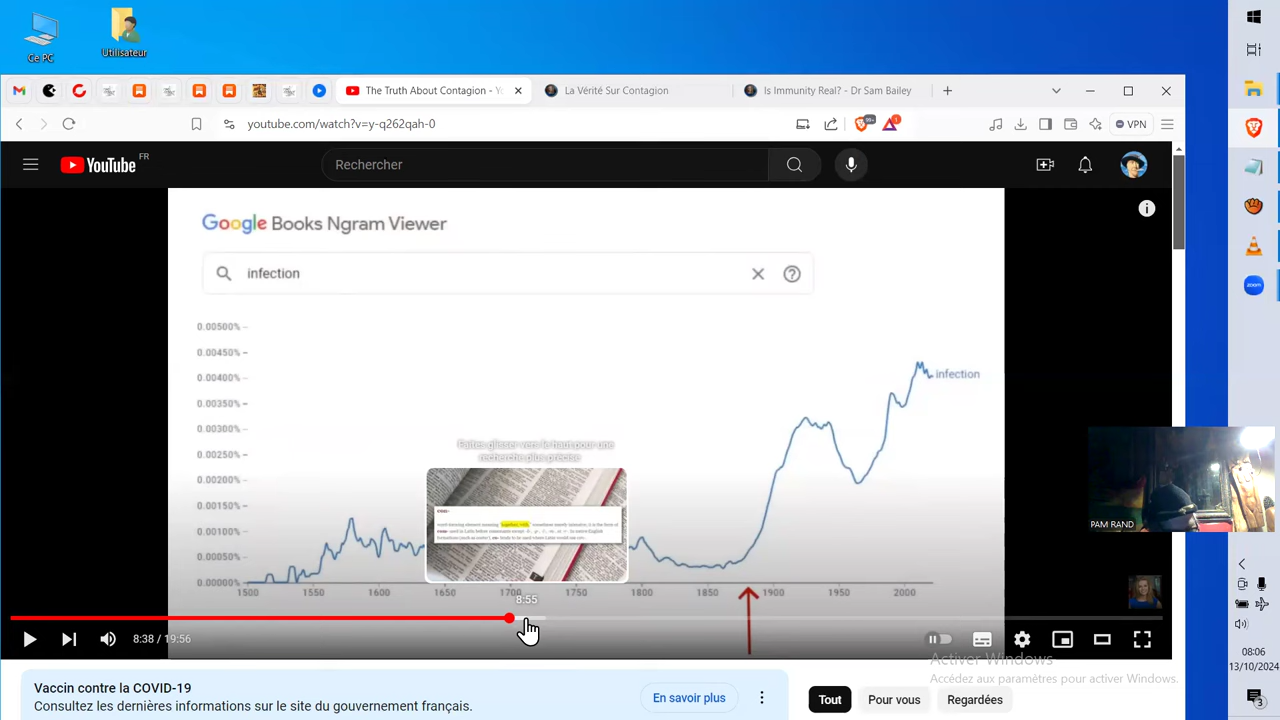 Ce PC
Utilisateur
The Truth About Contagion - Yo
La Vérité Sur Contagion
Is Immunity Real? - Dr Sam Bailey
youtube.com/watch?v=y-q262qah-0
99+
1
VPN
YouTube
FR
Rechercher
Google Books Ngram Viewer
infection
0.00500%
0.00450%
0.00400%
0.00350%
0.00300%
0.00250%
0.00200%
0.00150%
0.00100%
0.00050%
0.00000%
infection
1500 1550 1600 1650 1700 1750 1800 1850 1900 1950 2000
Faites glisser vers le haut pour une
recherche plus précise
8:55
8:38 / 19:56
Activer Windows
Accédez aux paramètres pour activer Windows.
Vaccin contre la COVID-19
Consultez les dernières informations sur le site du gouvernement français.
En savoir plus
Tout
Pour vous
Regardées
zoom
PAM RAND
08:06
13/10/2024
3